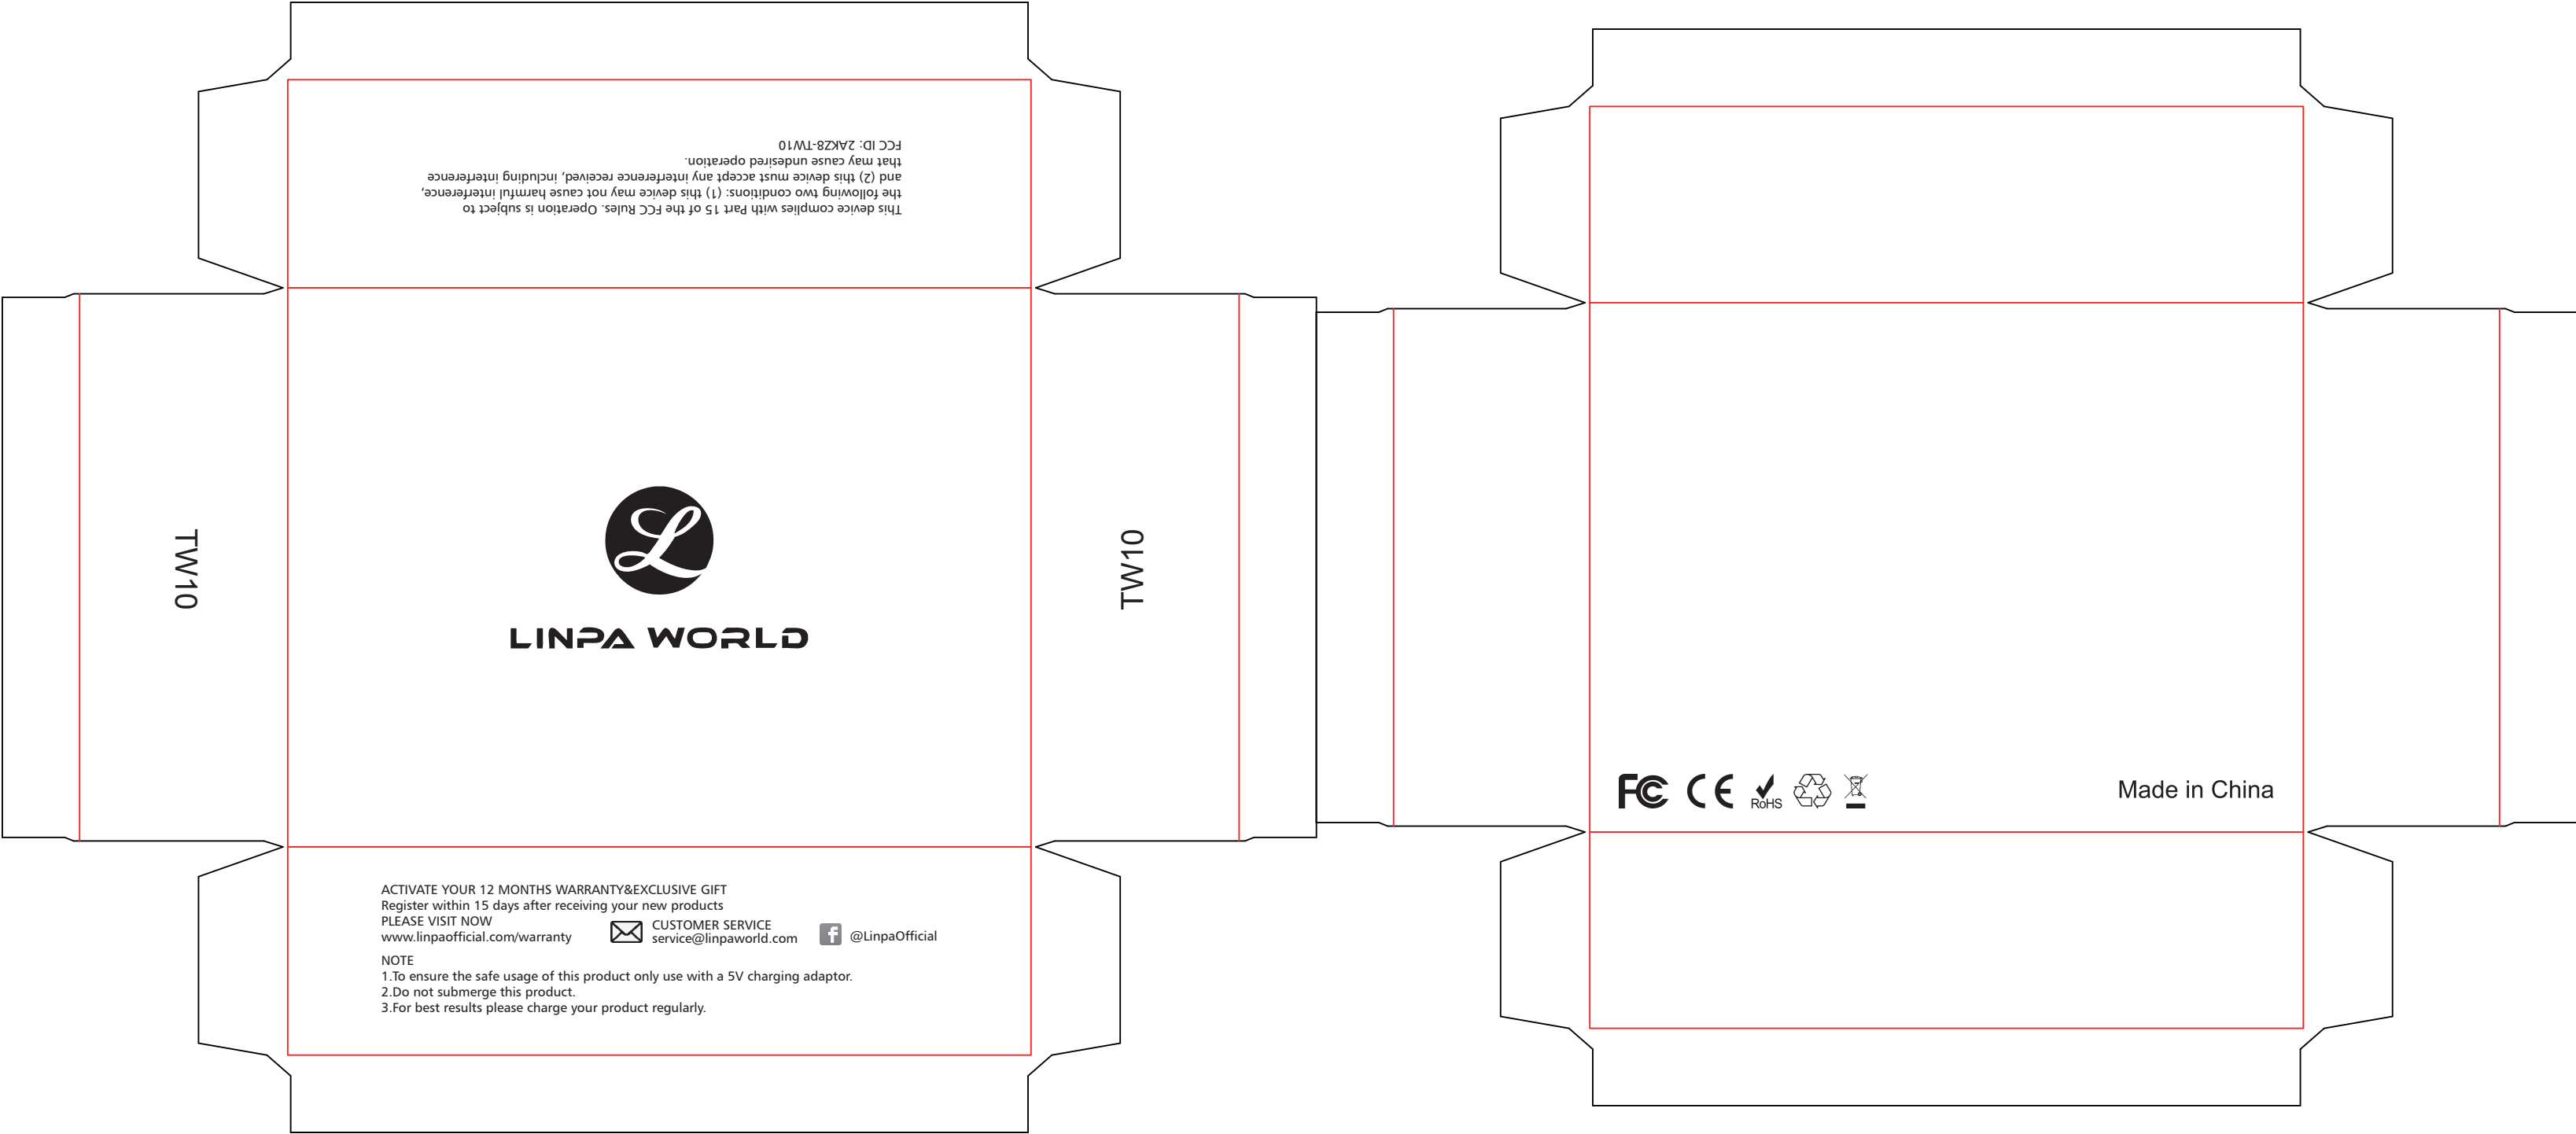 This device complies with Part 15 of the FCC Rules. Operation is subject to
the following two conditions: (1) this device may not cause harmful interference,
and (2) this device must accept any interference received, including interference
that may cause undesired operation.
FCC ID: 2AKZ8-TW10
TW10
L
LINPA WORLD
TW10
ACTIVATE YOUR 12 MONTHS WARRANTY&EXCLUSIVE GIFT
Register within 15 days after receiving your new products
PLEASE VISIT NOW
www.linpaofficial.com/warranty
CUSTOMER SERVICE
service@linpaworld.com
f @LinpaOfficial
NOTE
1.To ensure the safe usage of this product only use with a 5V charging adaptor.
2.Do not submerge this product.
3.For best results please charge your product regularly.
FC CE RoHS
Made in China